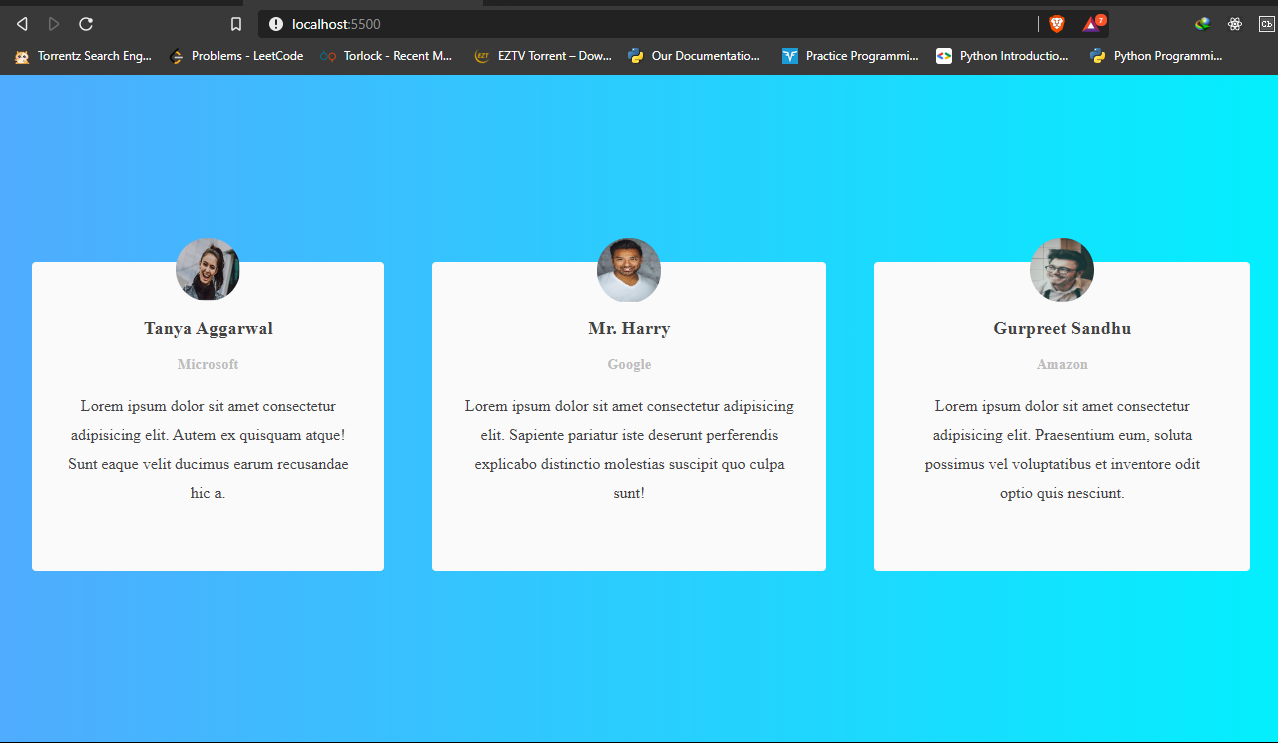 localhost:5500
7
Cb
Torrentz Search Eng...
Problems - LeetCode
Torlock - Recent M...
EZT
EZTV Torrent – Dow...
Our Documentatio...
Practice Programmi...
Python Introductio...
Python Programmi...
Tanya Aggarwal
Microsoft
Lorem ipsum dolor sit amet consectetur
adipisicing elit. Autem ex quisquam atque!
Sunt eaque velit ducimus earum recusandae
hic a.
Mr. Harry
Google
Lorem ipsum dolor sit amet consectetur adipisicing
elit. Sapiente pariatur iste deserunt perferendis
explicabo distinctio molestias suscipit quo culpa
sunt!
Gurpreet Sandhu
Amazon
Lorem ipsum dolor sit amet consectetur
adipisicing elit. Praesentium eum, soluta
possimus vel voluptatibus et inventore odit
optio quis nesciunt.